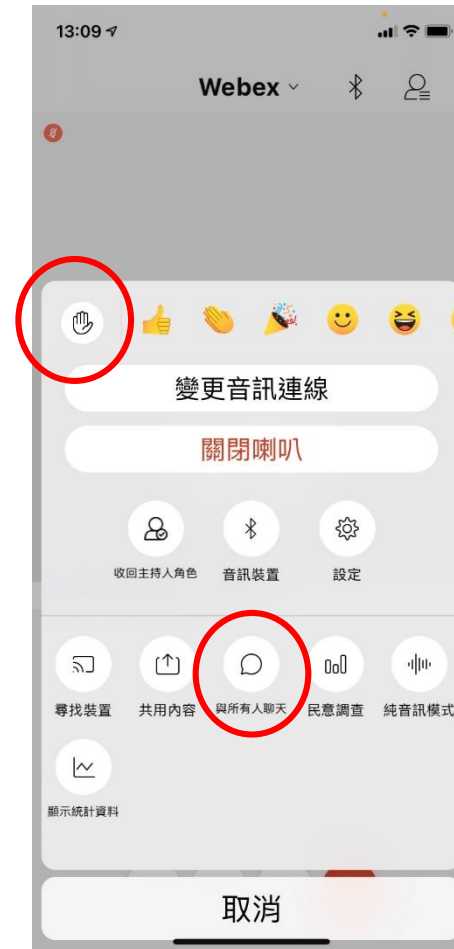 13:09
Webex
變更音訊連線
關閉喇叭
收回主持人角色 音訊裝置 設定
尋找裝置 共用內容 與所有人聊天 民意調查 純音訊模式
顯示統計資料
取消